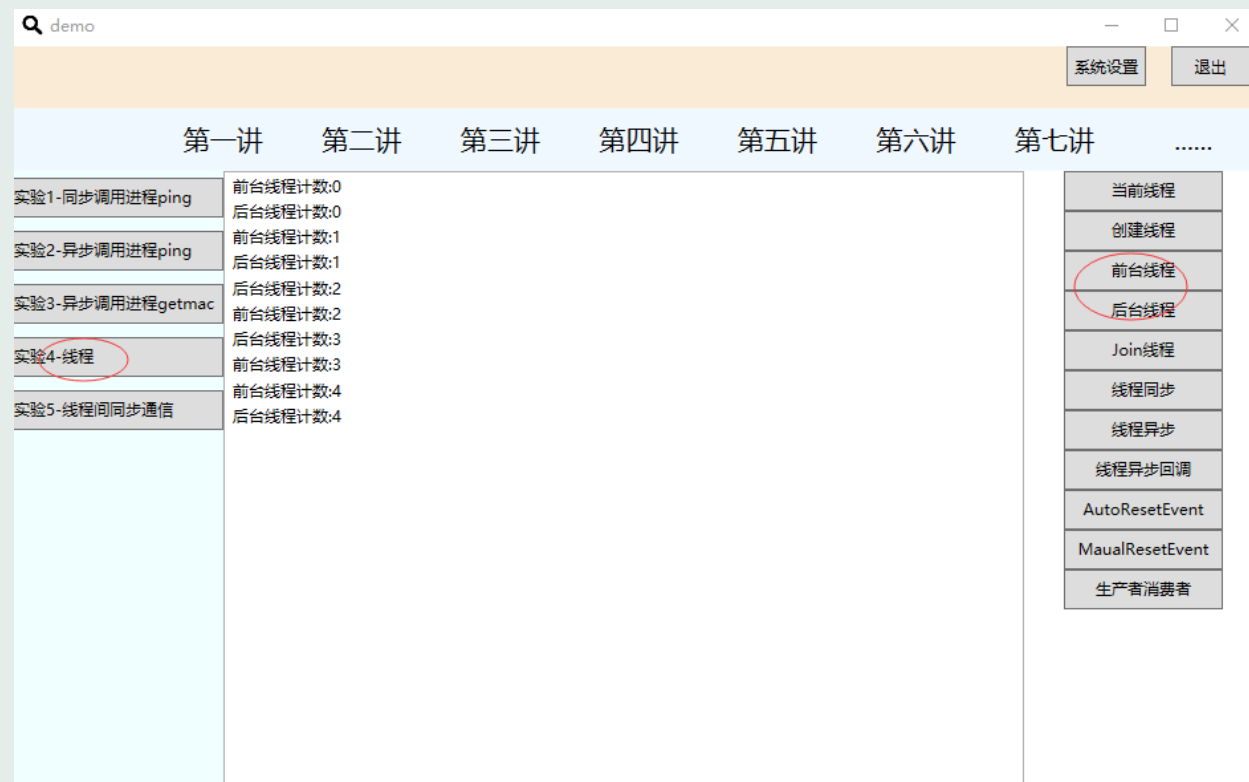 demo
系统设置 退出
第一讲 第二讲 第三讲 第四讲 第五讲 第六讲 第七讲 ......
实验1-同步调用进程ping
实验2-异步调用进程ping
实验3-异步调用进程getmac
实验4-线程
实验5-线程间同步通信
前台线程计数:0
后台线程计数:0
前台线程计数:1
后台线程计数:1
后台线程计数:2
前台线程计数:2
后台线程计数:3
前台线程计数:3
前台线程计数:4
后台线程计数:4
当前线程
创建线程
前台线程
后台线程
Join线程
线程同步
线程异步
线程异步回调
AutoResetEvent
MaualResetEvent
生产者消费者